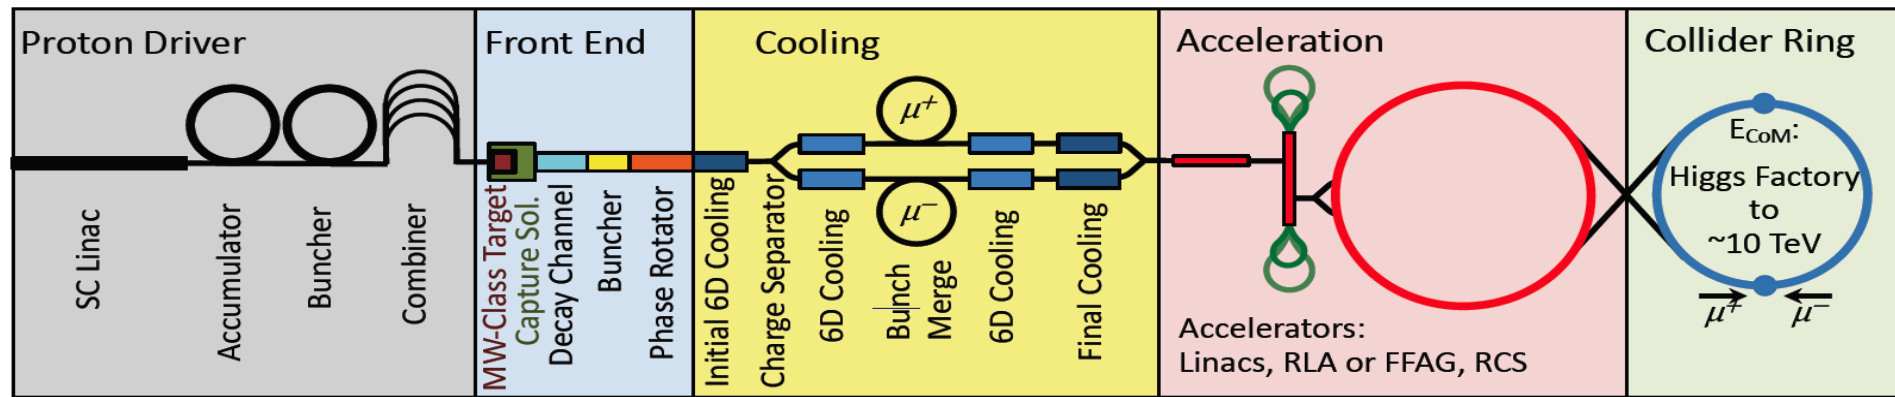 Proton Driver
Front End
Cooling
Acceleration
Collider Ring
SC Linac
Accumulator
Buncher
Combiner
MW-Class Target
Capture Sol.
Decay Channel
Buncher
Phase Rotator
Initial 6D Cooling
Charge Separator
6D Cooling
μ+
μ−
Bunch
Merge
6D Cooling
Final Cooling
Accelerators:
Linacs, RLA or FFAG, RCS
ECoM:
Higgs Factory
to
~10 TeV
μ+
μ−